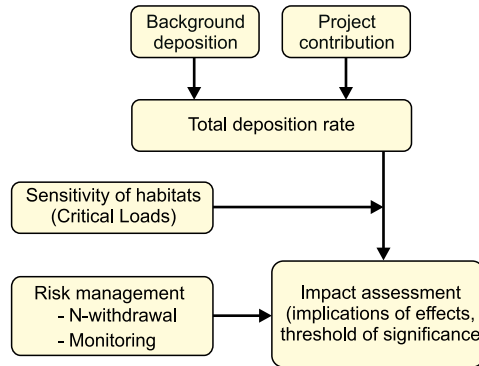 Background
deposition
Project
contribution
Total deposition rate
Sensitivity of habitats
(Critical Loads)
Risk management
- N-withdrawal
- Monitoring
Impact assessment
(implications of effects,
threshold of significance